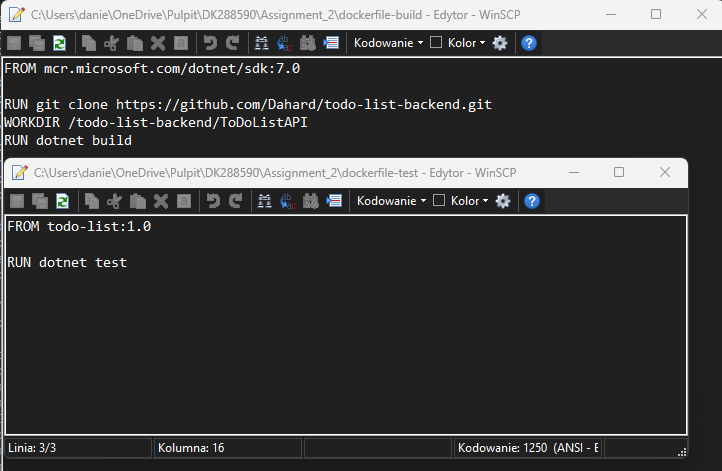 C:\Users\danie\OneDrive\Pulpit\DK288590\Assignment_2\dockerfile-build - Edytor - WinSCP
Kodowanie Kolor
FROM mcr.microsoft.com/dotnet/sdk:7.0
RUN git clone https://github.com/Dahard/todo-list-backend.git
WORKDIR /todo-list-backend/ToDoListAPI
RUN dotnet build
C:\Users\danie\OneDrive\Pulpit\DK288590\Assignment_2\dockerfile-test - Edytor - WinSCP
Kodowanie Kolor
FROM todo-list:1.0
RUN dotnet test
Linia: 3/3 Kolumna: 16 Kodowanie: 1250 (ANSI - E